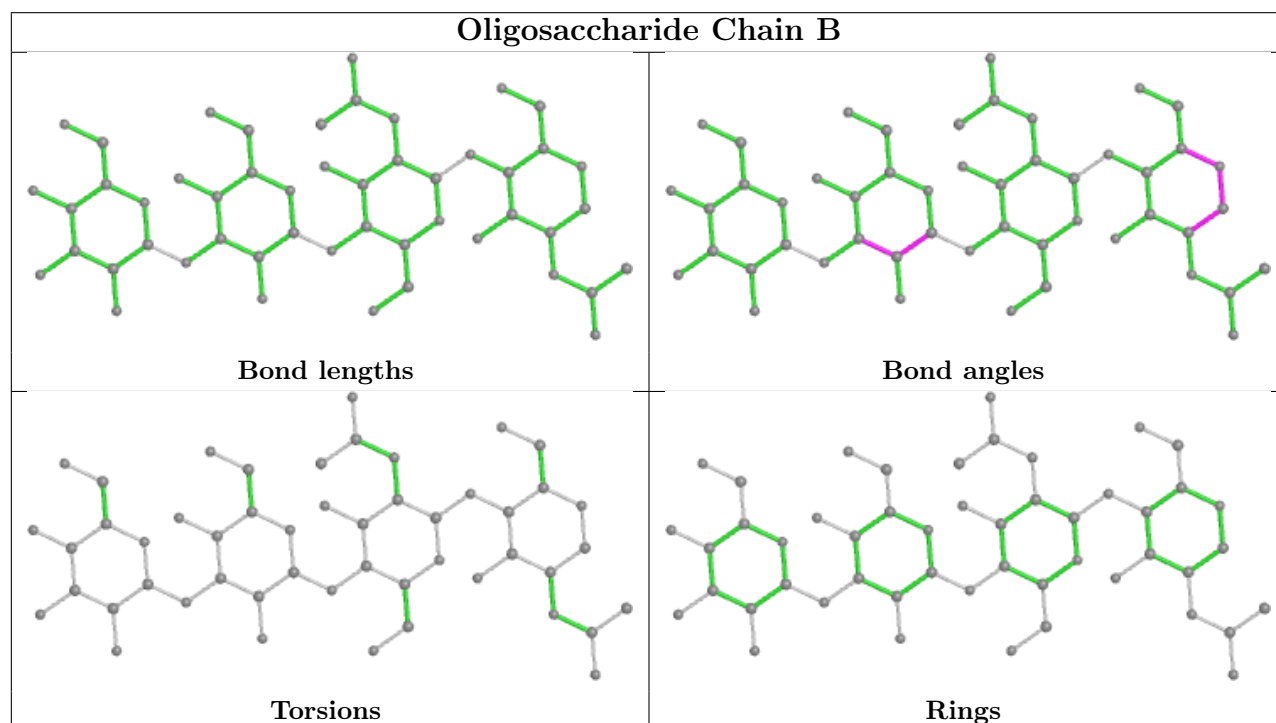 Oligosaccharide Chain B
Bond lengths
Bond angles
Torsions
Rings